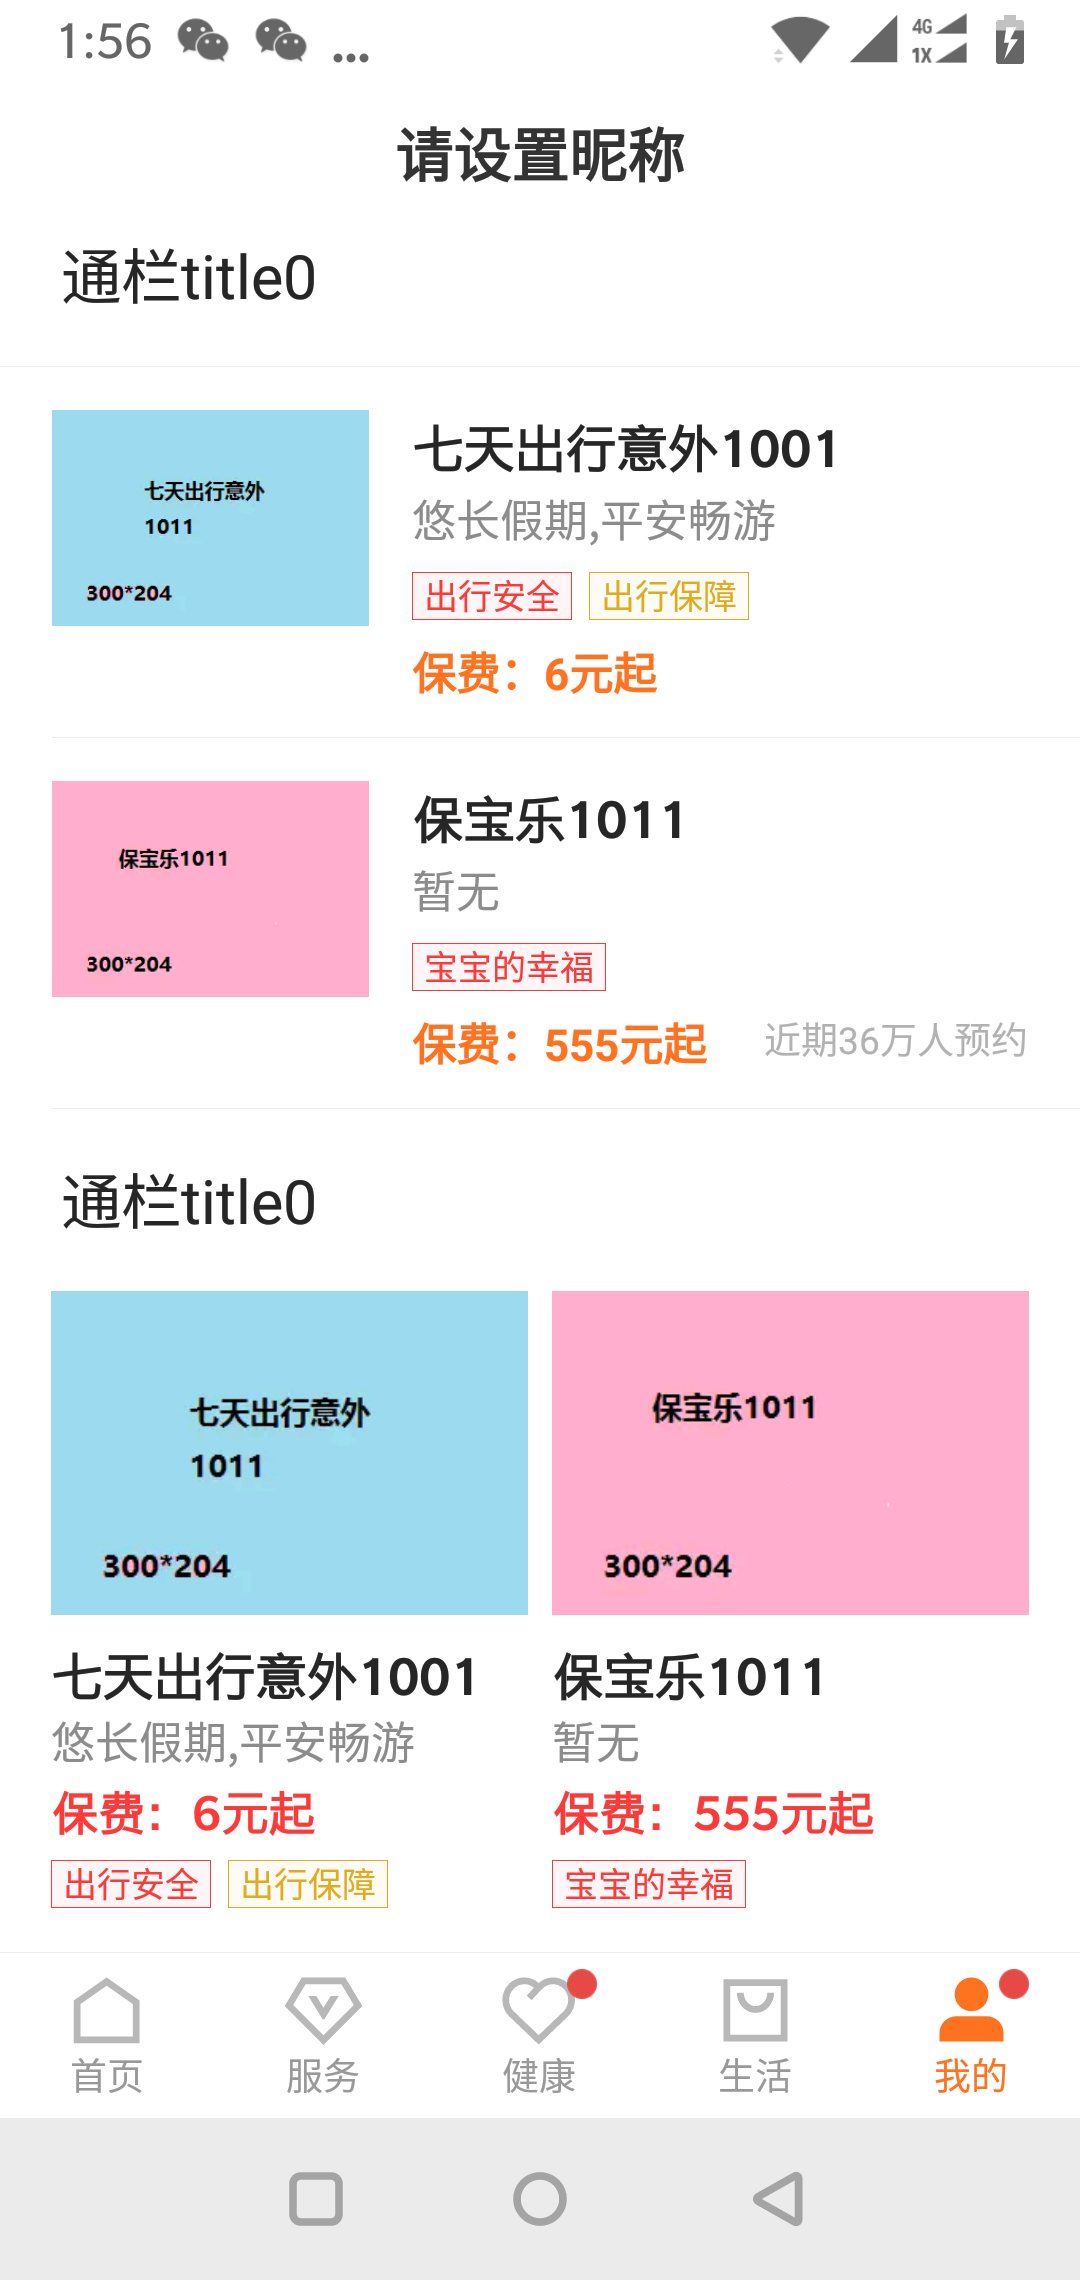 1:56
4G
1X
请设置昵称
通栏title0
七天出行意外
1011
300*204
七天出行意外1001
悠长假期,平安畅游
出行安全 出行保障
保费：6元起
保宝乐1011
300*204
保宝乐1011
暂无
宝宝的幸福
保费：555元起 近期36万人预约
通栏title0
七天出行意外
1011
300*204
保宝乐1011
300*204
七天出行意外1001
悠长假期,平安畅游
保费：6元起
出行安全 出行保障
保宝乐1011
暂无
保费：555元起
宝宝的幸福
首页 服务 健康 生活 我的